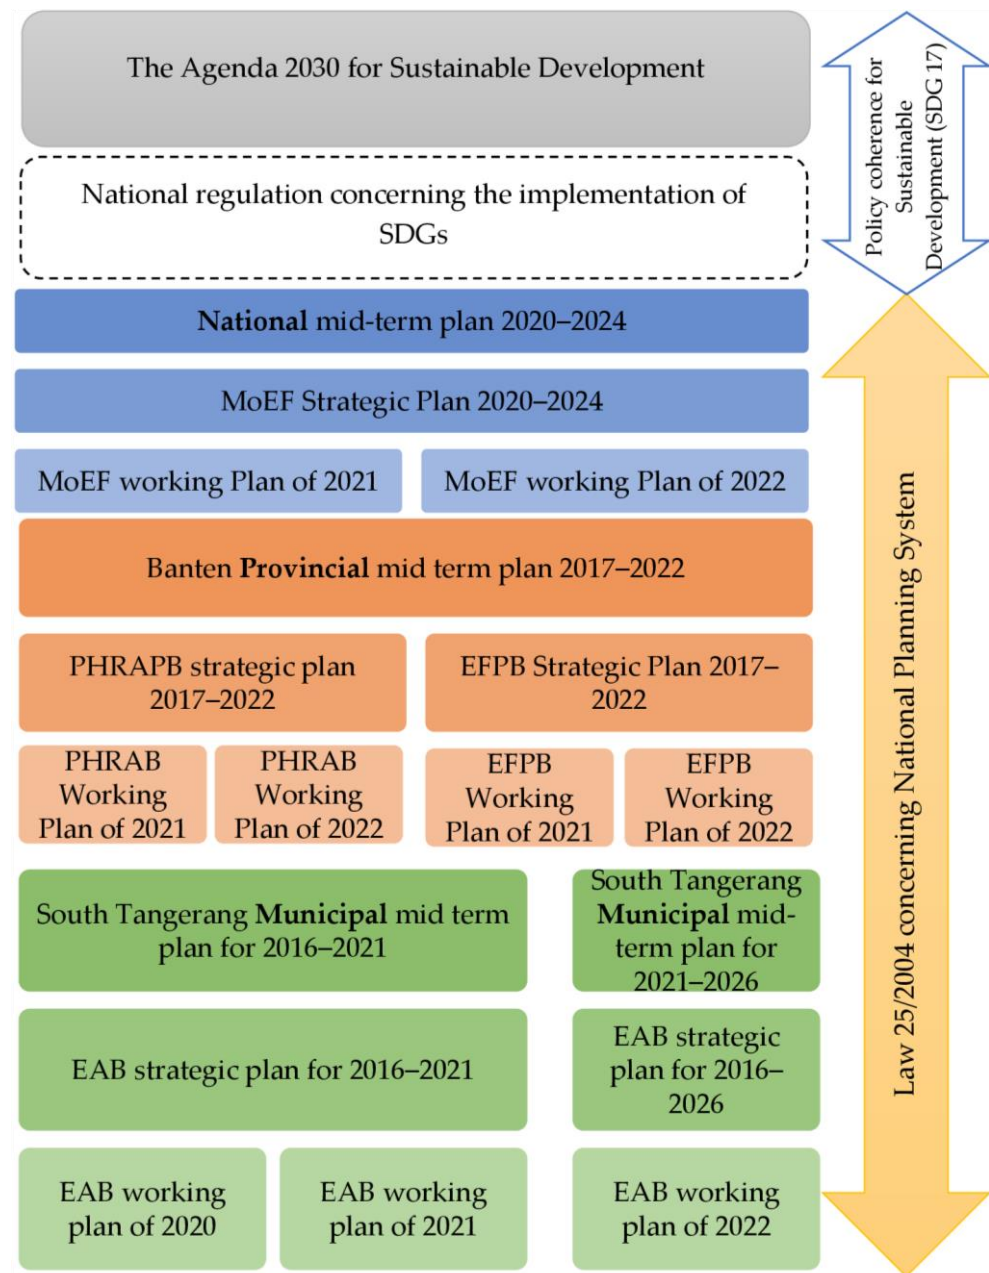 The Agenda 2030 for Sustainable Development
Policy coherence for
Sustainable
Development (SDG 17)
National regulation concerning the implementation of
SDGs
National mid-term plan 2020–2024
MoEF Strategic Plan 2020–2024
MoEF working Plan of 2021
MoEF working Plan of 2022
Banten Provincial mid term plan 2017–2022
PHRAPB strategic plan
2017–2022
EFPB Strategic Plan 2017–
2022
PHRAB
Working
Plan of 2021
PHRAB
Working
Plan of 2022
EFPB
Working
Plan of 2021
EFPB
Working
Plan of 2022
South Tangerang Municipal mid term
plan for 2016–2021
South Tangerang
Municipal mid-
term plan for
2021–2026
EAB strategic plan for 2016–2021
EAB strategic
plan for 2016–
2026
EAB working
plan of 2020
EAB working
plan of 2021
EAB working
plan of 2022
Law 25/2004 concerning National Planning System